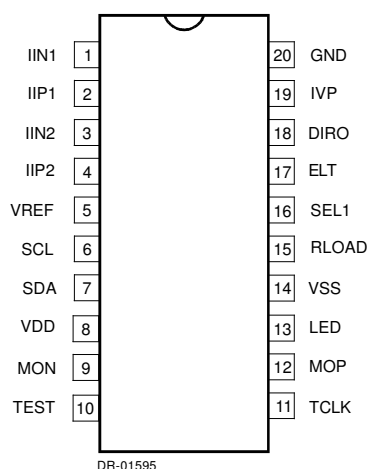 IIN1 1 20 GND
IIP1 2 19 IVP
IIN2 3 18 DIRO
IIP2 4 17 ELT
VREF 5 16 SEL1
SCL 6 15 RLOAD
SDA 7 14 VSS
VDD 8 13 LED
MON 9 12 MOP
TEST 10 11 TCLK
DR-01595